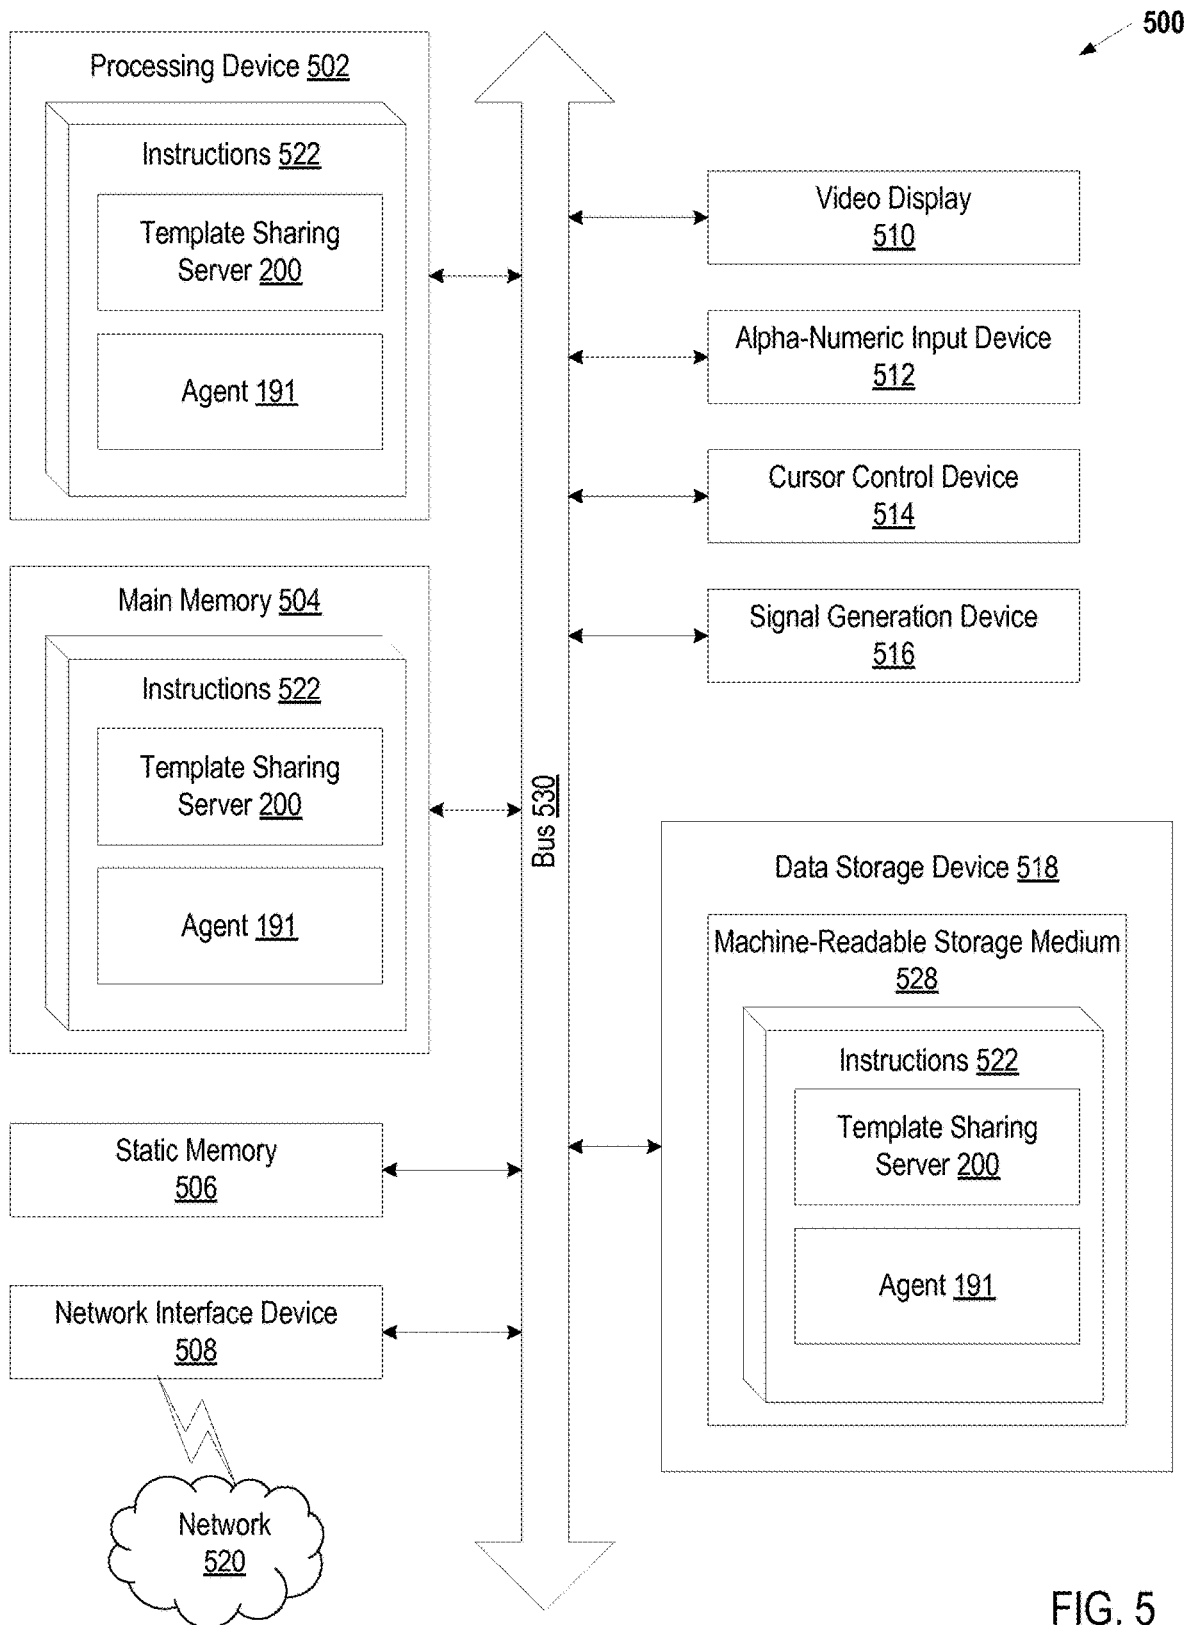 500
Processing Device 502
Instructions 522
Template Sharing
Server 200
Agent 191
Main Memory 504
Instructions 522
Template Sharing
Server 200
Agent 191
Static Memory
506
Network Interface Device
508
Network
520
Bus 530
Video Display
510
Alpha-Numeric Input Device
512
Cursor Control Device
514
Signal Generation Device
516
Data Storage Device 518
Machine-Readable Storage Medium
528
Instructions 522
Template Sharing
Server 200
Agent 191
FIG. 5